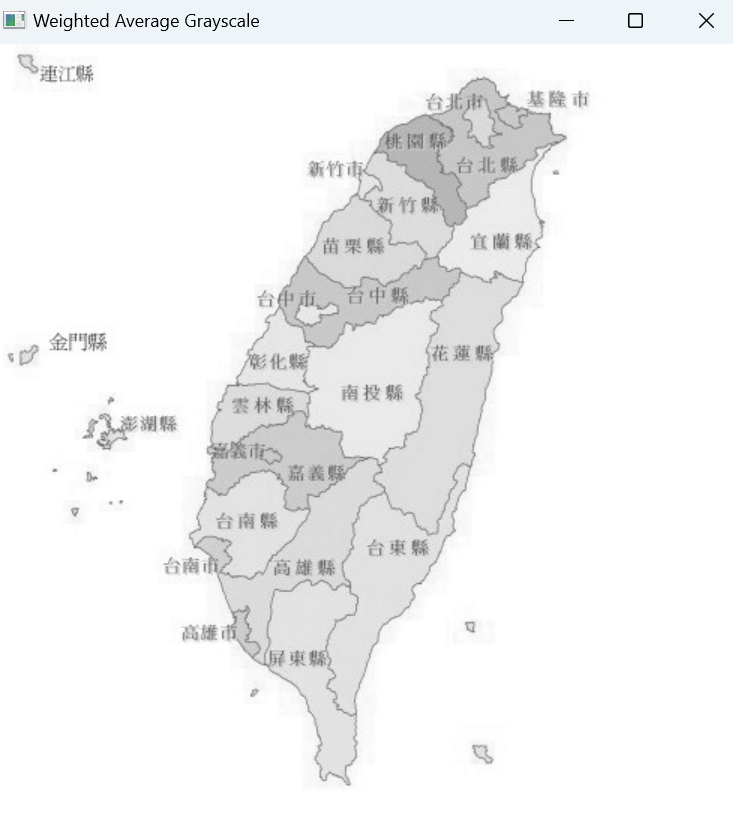 Weighted Average Grayscale
連江縣
台北市
基隆市
桃園縣
台北縣
新竹市
新竹縣
宜蘭縣
苗栗縣
台中市
台中縣
金門縣
花蓮縣
彰化縣
南投縣
雲林縣
澎湖縣
嘉義市
嘉義縣
台南縣
台東縣
台南市
高雄縣
高雄市
屏東縣